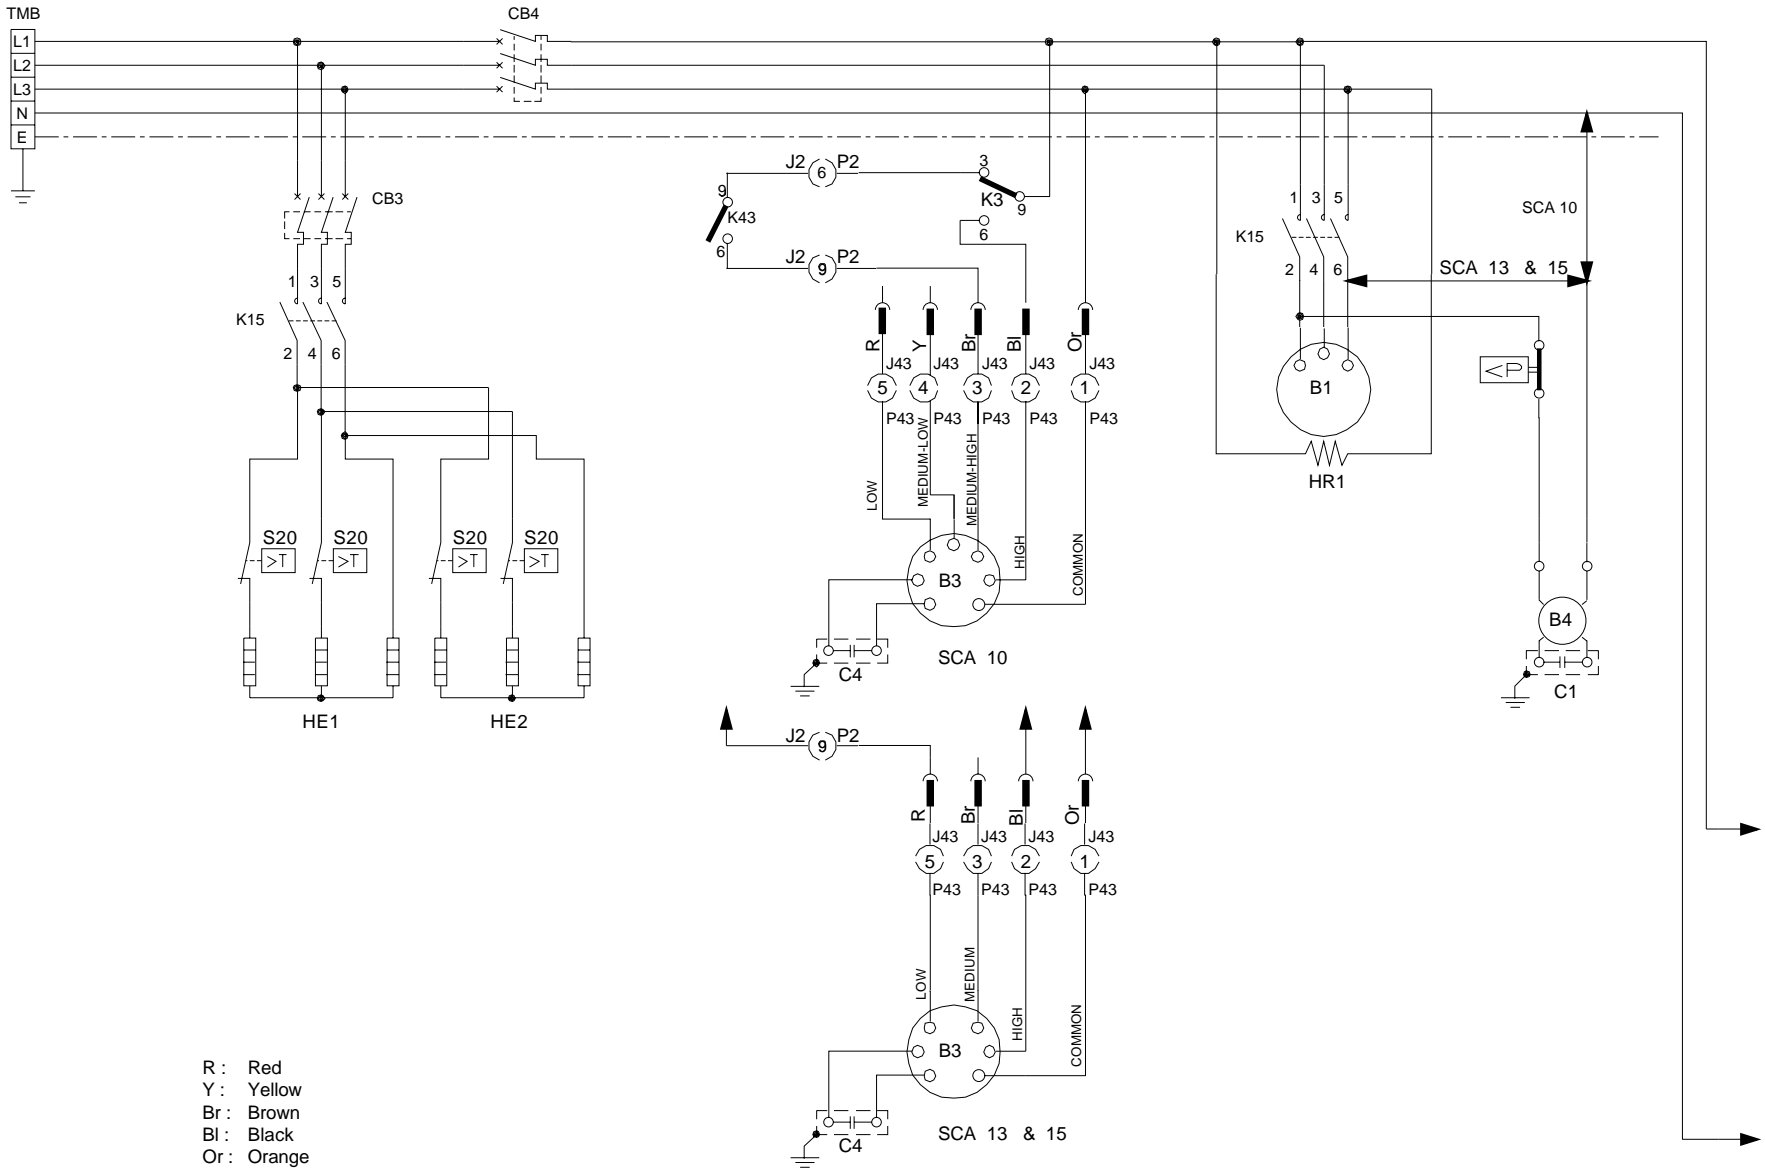 TMB
CB4
L1
L2
L3
N
E
CB3
J2 6 P2
3
K3
9
9
K43
6
6
J2 9 P2
1 3 5
K15
2 4 6
SCA 10
SCA 13 & 15
1 3 5
K15
2 4 6
R
Y
Br
Bl
Or
J43 J43 J43 J43 J43
5 4 3 2 1
P43 P43 P43 P43 P43
<P
B1
HR1
LOW
MEDIUM-LOW
MEDIUM-HIGH
HIGH
COMMON
S20 S20 S20 S20
>T >T >T >T
B3
B4
C4
SCA 10
C1
HE1
HE2
J2 9 P2
R
Br
Bl
Or
J43 J43 J43 J43
5 3 2 1
P43 P43 P43 P43
LOW
MEDIUM
HIGH
COMMON
B3
C4
SCA 13 & 15
R : Red
Y : Yellow
Br : Brown
Bl : Black
Or : Orange